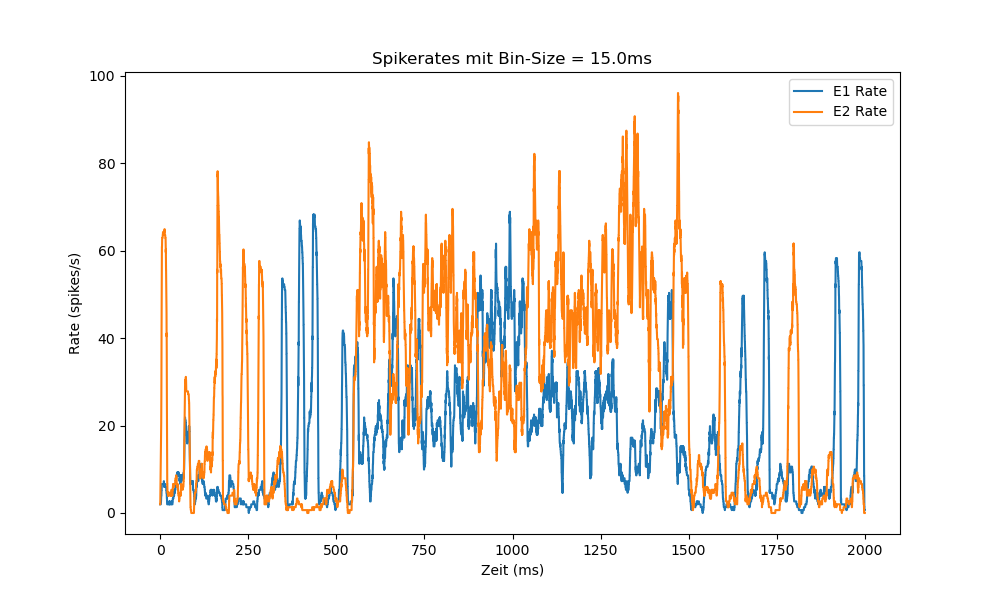 Spikerates mit Bin-Size = 15.0ms
E1 Rate
E2 Rate
Rate (spikes/s)
100
80
60
40
20
0
0 250 500 750 1000 1250 1500 1750 2000
Zeit (ms)